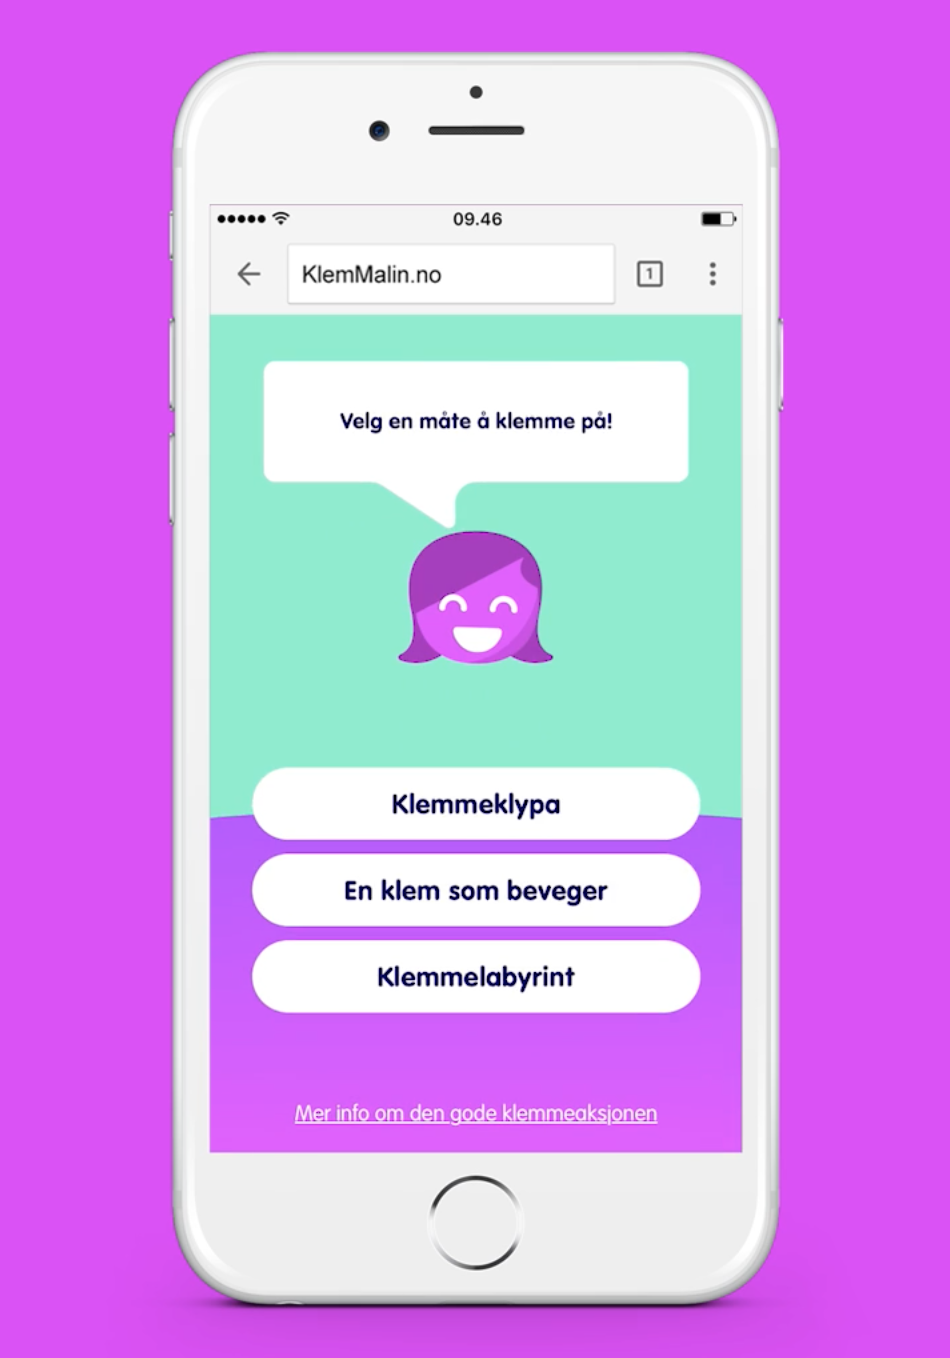 09.46
KlemMalin.no
1
Velg en måte å klemme på!
Klemmeklypa
En klem som beveger
Klemmelabyrint
Mer info om den gode klemmeaksjonen